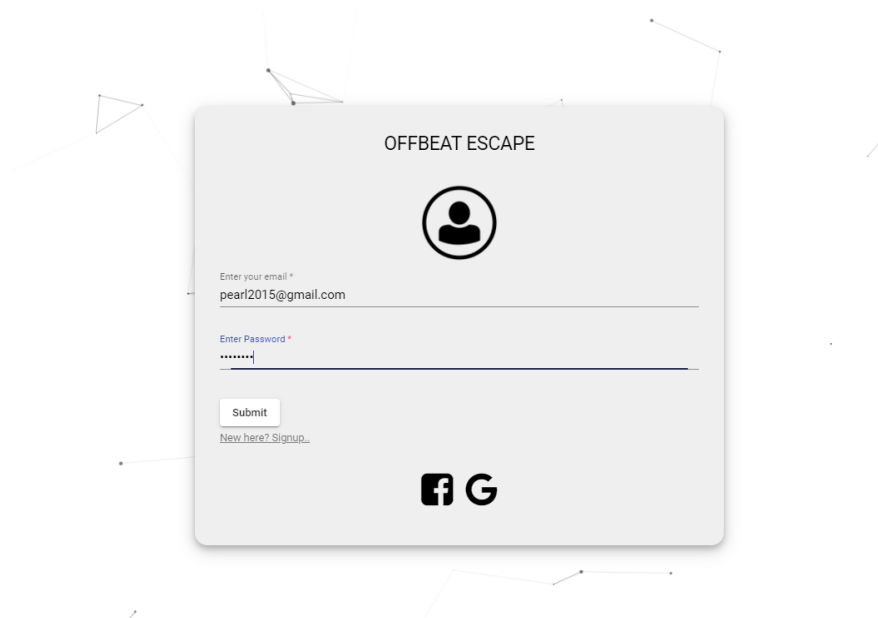 OFFBEAT ESCAPE
Enter your email *
pearl2015@gmail.com
Enter Password *
••••••••
Submit
New here? Signup..